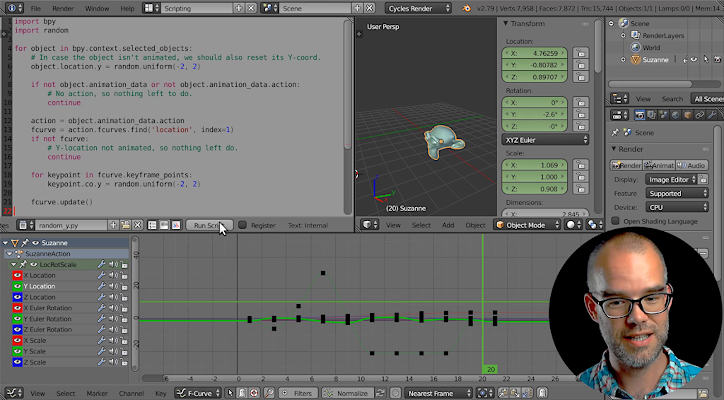 File
Render
Window
Help
Scripting
Scene
Cycles Render
v2.79 | Verts:7,958 | Faces:7,872 | Tris:15,744 | Objects:1/1 | Lamps:0/0 | Mem:14.
import bpy
import random
for object in bpy.context.selected_objects:
# In case the object isn't animated, we should also reset its Y-coord.
object.location.y = random.uniform(-2, 2)
if not object.animation_data or not object.animation_data.action:
# No action, so nothing left to do.
continue
action = object.animation_data.action
fcurve = action.fcurves.find('location', index=1)
if not fcurve:
# Y-location not animated, so nothing left do.
continue
for keypoint in fcurve.keyframe_points:
keypoint.co.y = random.uniform(-2, 2)
fcurve.update()
random_y.py
Run Scri
Register
Text: Internal
User Persp
(20) Suzanne
View
Select
Add
Object
Object Mode
Transform
Location:
X: 4.76259
Y: -0.80782
Z: 0.89707
Rotation:
X: 0°
Y: -2.6°
Z: -0°
XYZ Euler
Scale:
X: 1.069
Y: 1.000
Z: 0.908
Dimensions:
X: 2.845
View
Search
All Scenes
Scene
RenderLayers
World
Suzanne
Scene
Render
Render
Animat
Audio
Display:
Image Editor
Feature
Supported
Device:
CPU
Open Shading Language
Suzanne
SuzanneAction
LocRotScale
X Location
Y Location
Z Location
X Euler Rotation
Y Euler Rotation
Z Euler Rotation
X Scale
Y Scale
Z Scale
-6 -4 -2 0 2 4 6 8 10 12 14 16 18 20 22 24 26
20
View
Select
Marker
Channel
Key
F-Curve
Filters
Normalize
Nearest Frame